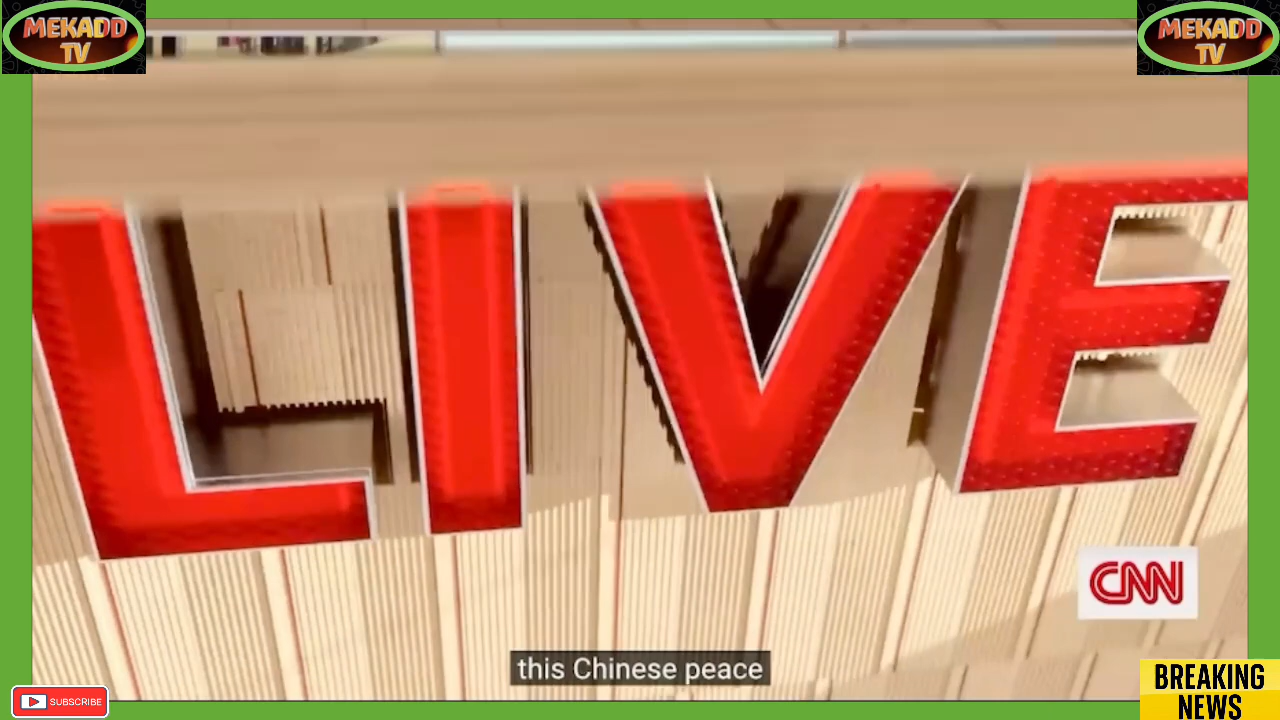 MEKADD
TV
MEKADD
TV
LIVE
CNN
this Chinese peace
SUBSCRIBE
BREAKING
NEWS